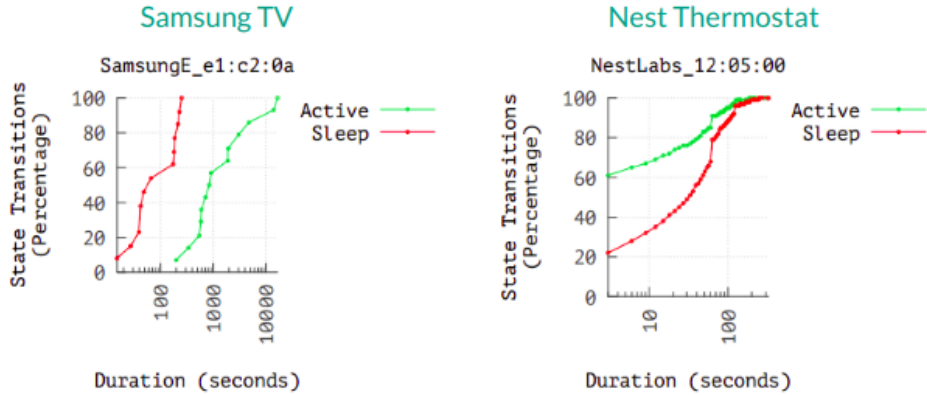 Samsung TV
SamsungE_e1:c2:0a
State Transitions
(Percentage)
100
80
60
40
20
0
Active
Sleep
100
1000
10000
Duration (seconds)
Nest Thermostat
NestLabs_12:05:00
State Transitions
(Percentage)
100
80
60
40
20
0
Active
Sleep
10
100
Duration (seconds)